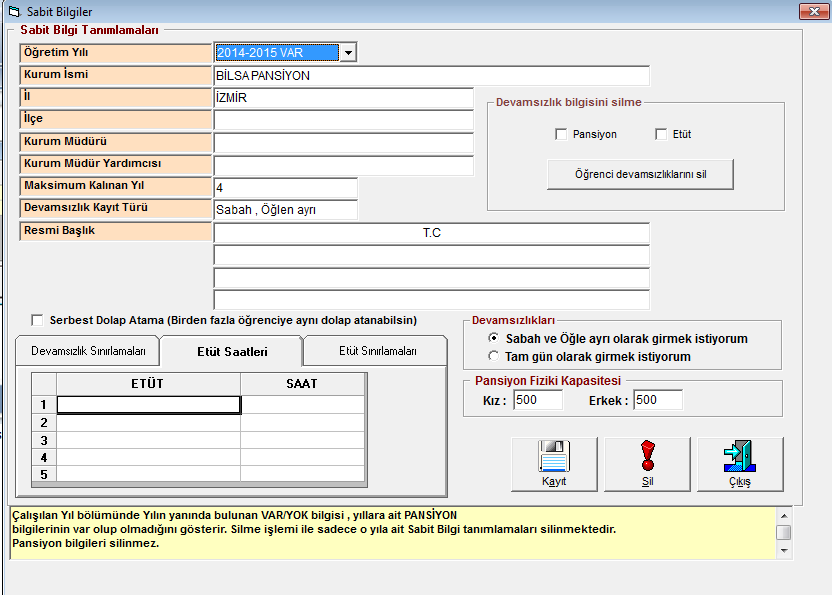 Sabit Bilgiler
Sabit Bilgi Tanımlamaları
Öğretim Yılı 2014-2015 VAR
Kurum İsmi BİLSA PANSİYON
İl İZMİR
İlçe
Kurum Müdürü
Kurum Müdür Yardımcısı
Maksimum Kalınan Yıl 4
Devamsızlık Kayıt Türü Sabah , Öğlen ayrı
Resmi Başlık T.C
Devamsızlık bilgisini silme
Pansiyon Etüt
Öğrenci devamsızlıklarını sil
Serbest Dolap Atama (Birden fazla öğrenciye aynı dolap atanabilsin)
Devamsızlık Sınırlamaları Etüt Saatleri Etüt Sınırlamaları
ETÜT SAAT
1
2
3
4
5
Devamsızlıkları
Sabah ve Öğle ayrı olarak girmek istiyorum
Tam gün olarak girmek istiyorum
Pansiyon Fiziki Kapasitesi
Kız : 500 Erkek : 500
Kayıt Sil Çıkış
Çalışılan Yıl bölümünde Yılın yanında bulunan VAR/YOK bilgisi , yıllara ait PANSİYON
bilgilerinin var olup olmadığını gösterir. Silme işlemi ile sadece o yıla ait Sabit Bilgi tanımlamaları silinmektedir.
Pansiyon bilgileri silinmez.